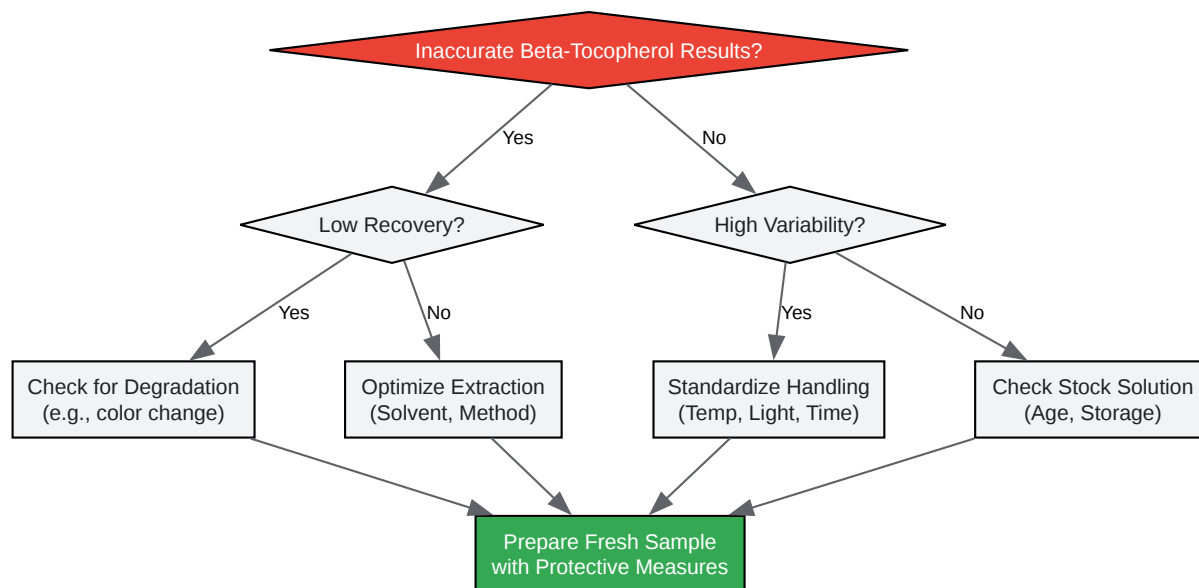 Inaccurate Beta-Tocopherol Results?
Yes
No
Low Recovery?
High Variability?
Yes
No
Yes
No
Check for Degradation
(e.g., color change)
Optimize Extraction
(Solvent, Method)
Standardize Handling
(Temp, Light, Time)
Check Stock Solution
(Age, Storage)
Prepare Fresh Sample
with Protective Measures